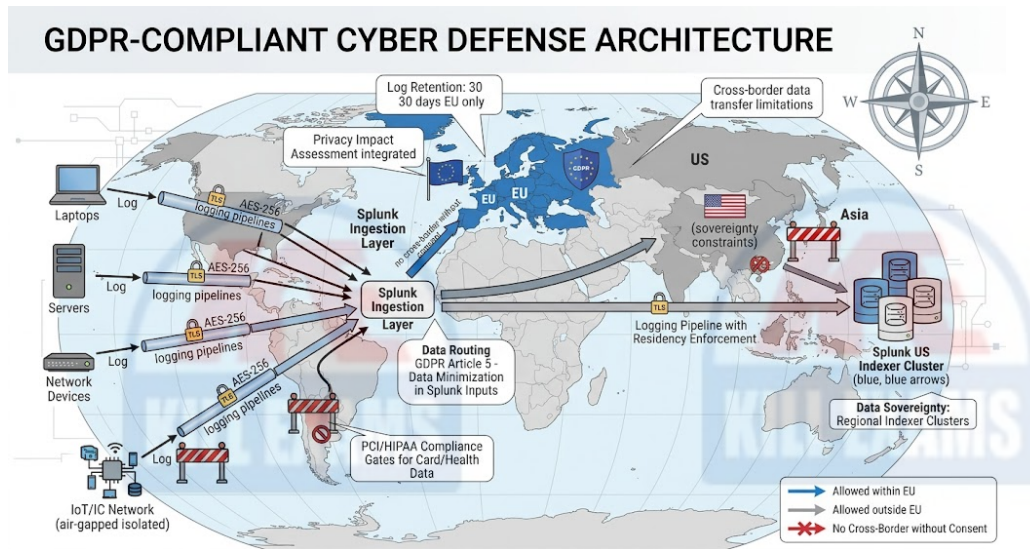 GDPR-COMPLIANT CYBER DEFENSE ARCHITECTURE
Log Retention: 30
30 days EU only
Cross-border data
transfer limitations
N
W
E
S
Privacy Impact
Assessment integrated
GDPR
EU
EU
US
(sovereignty
constraints)
Asia
Laptops
Log
TLS
AES-256
logging pipelines
Splunk
Ingestion
Layer
no cross-border without
consent
Servers
Log
TLS
AES-256
logging pipelines
Splunk
Ingestion
Layer
TLS
Logging Pipeline with
Residency Enforcement
Splunk US
Indexer Cluster
(blue, blue arrows)
Network
Devices
Log
AES-256
logging pipelines
Data Routing
GDPR Article 5 -
Data Minimization
in Splunk Inputs
Data Sovereignty:
Regional Indexer Clusters
IoT/IC Network
(air-gapped isolated)
Log
AES-256
logging pipelines
PCI/HIPAA Compliance
Gates for Card/Health
Data
Allowed within EU
Allowed outside EU
No Cross-Border without Consent
KILL EXAMS
KILL EXAMS